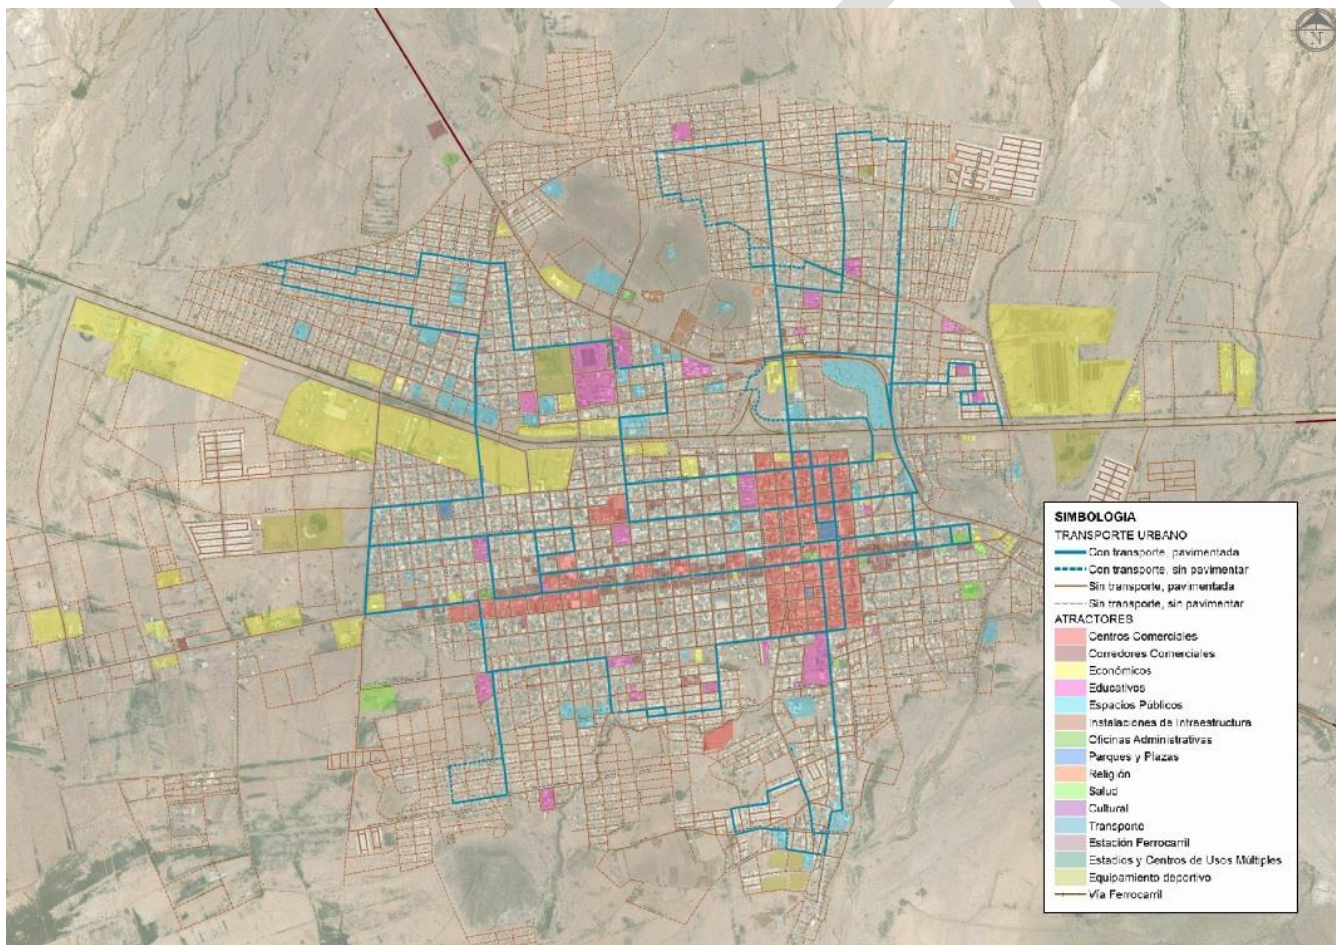 N
SIMBOLOGIA
TRANSPORTE URBANO
Con transporte, pavimentada
Con transporte, sin pavimentar
Sin transporte, pavimentada
Sin transporte, sin pavimentar
ATRACTORES
Centros Comerciales
Corredores Comerciales
Económicos
Educativos
Espacios Públicos
Instalaciones de Intraestructura
Oficinas Administrativas
Parques y Plazas
Religión
Salud
Cultural
Transporte
Estación Ferrocarril
Estadios y Centros de Usos Múltiples
Equipamiento deportivo
Vía Ferrocarril